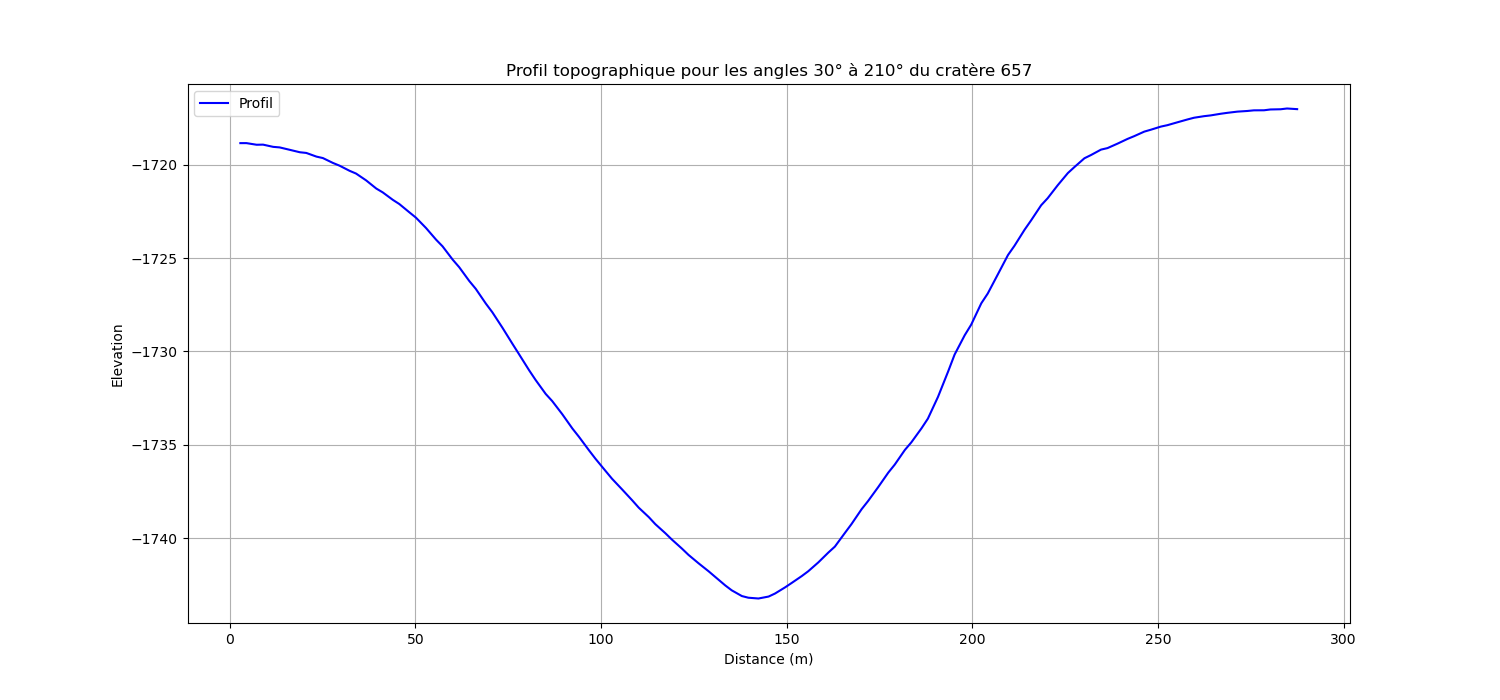 Profil topographique pour les angles 30° à 210° du cratère 657
Profil
−1720
−1725
−1730
−1735
−1740
Elevation
0 50 100 150 200 250 300
Distance (m)